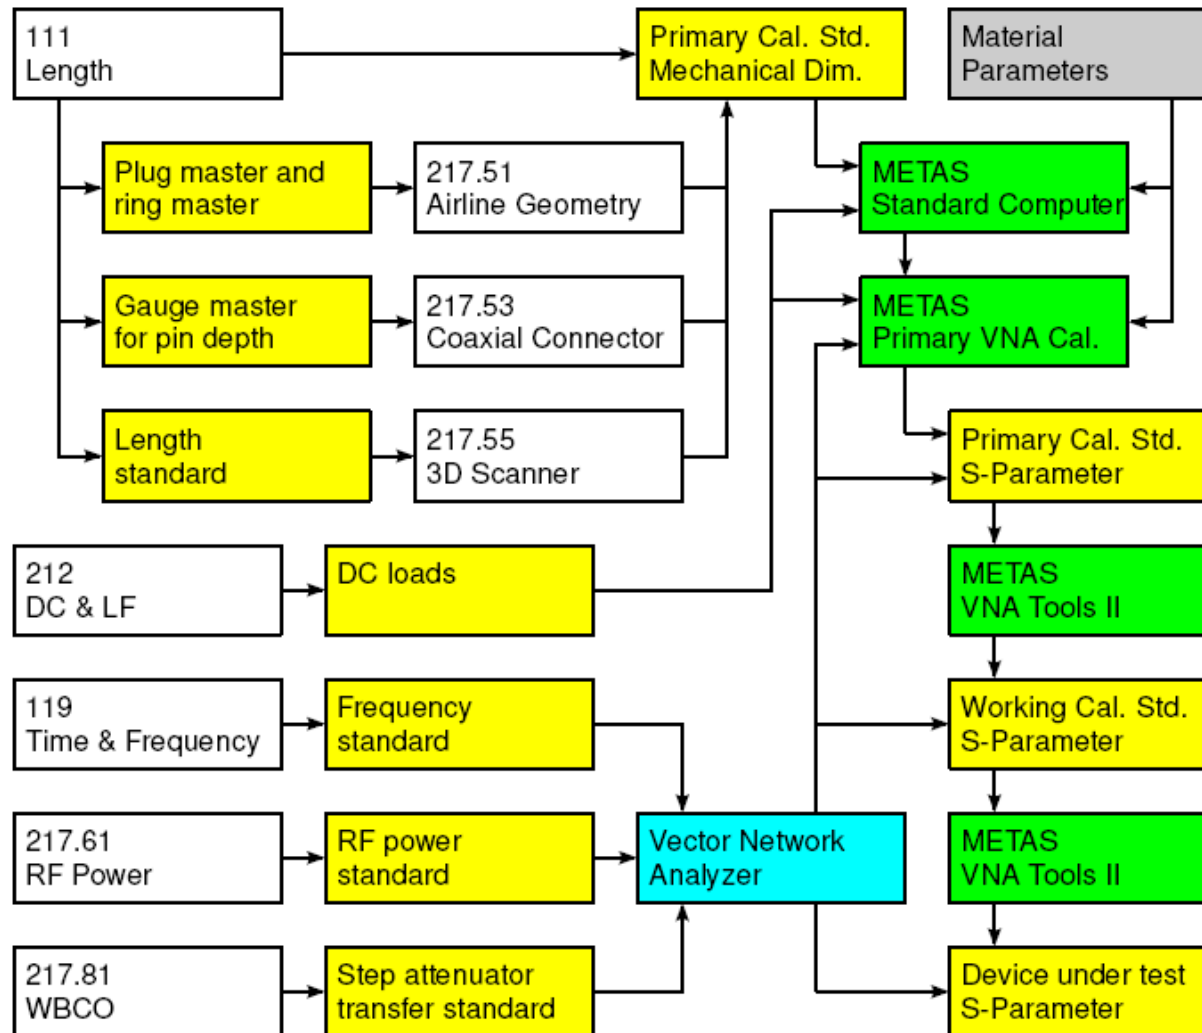 111
Length
Primary Cal. Std.
Mechanical Dim.
Material
Parameters
Plug master and
ring master
217.51
Airline Geometry
METAS
Standard Computer
Gauge master
for pin depth
217.53
Coaxial Connector
METAS
Primary VNA Cal.
Length
standard
217.55
3D Scanner
Primary Cal. Std.
S-Parameter
212
DC & LF
DC loads
METAS
VNA Tools II
119
Time & Frequency
Frequency
standard
Working Cal. Std.
S-Parameter
217.61
RF Power
RF power
standard
Vector Network
Analyzer
METAS
VNA Tools II
217.81
WBCO
Step attenuator
transfer standard
Device under test
S-Parameter